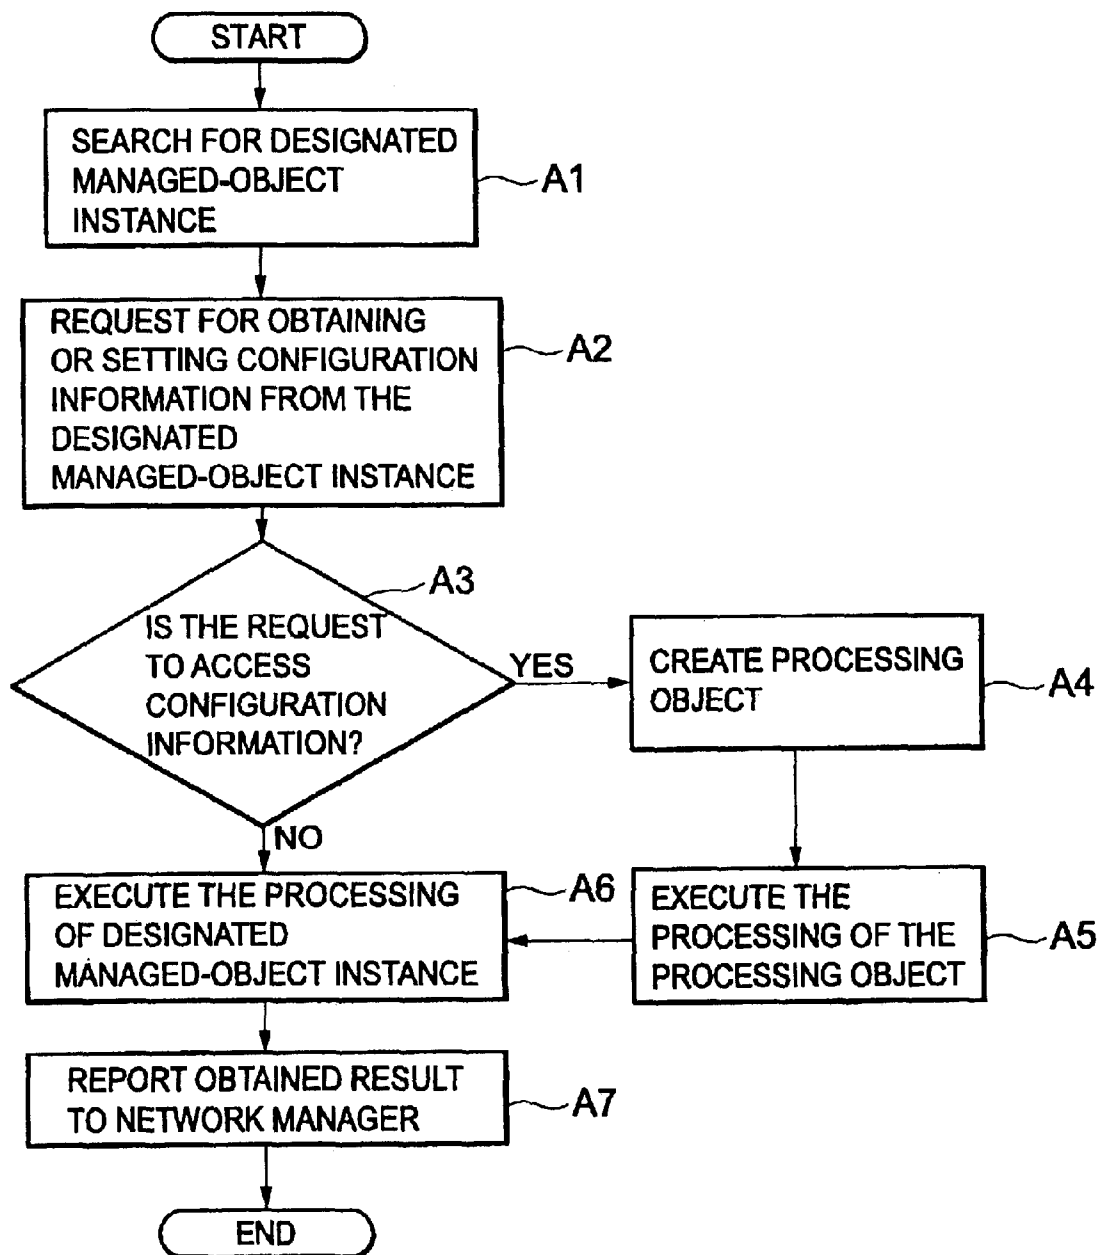 START
SEARCH FOR DESIGNATED
MANAGED-OBJECT
INSTANCE
A1
REQUEST FOR OBTAINING
OR SETTING CONFIGURATION
INFORMATION FROM THE
DESIGNATED
MANAGED-OBJECT INSTANCE
A2
A3
IS THE REQUEST
TO ACCESS
CONFIGURATION
INFORMATION?
YES
CREATE PROCESSING
OBJECT
A4
NO
EXECUTE THE PROCESSING
OF DESIGNATED
MANAGED-OBJECT INSTANCE
A6
EXECUTE THE
PROCESSING OF THE
PROCESSING OBJECT
A5
REPORT OBTAINED RESULT
TO NETWORK MANAGER
A7
END